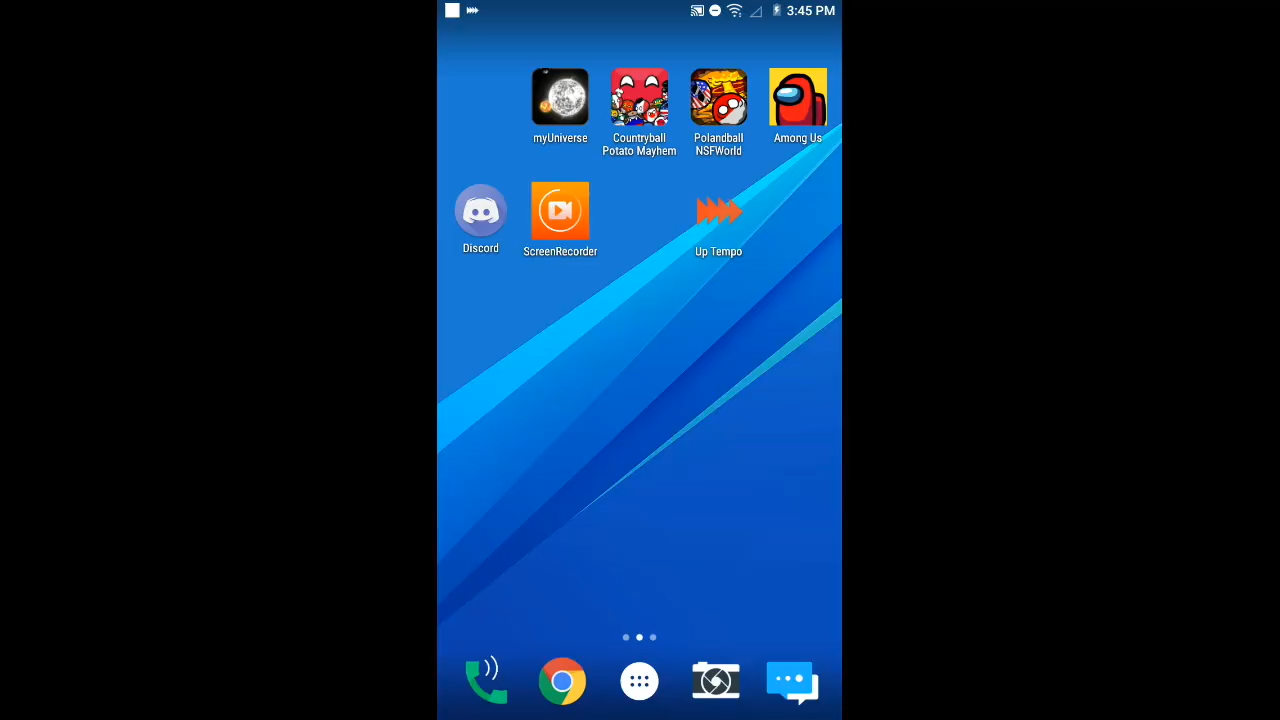 3:45 PM
myUniverse
Countryball
Potato Mayhem
Polandball
NSFWorld
Among Us
Discord
ScreenRecorder
Up Tempo